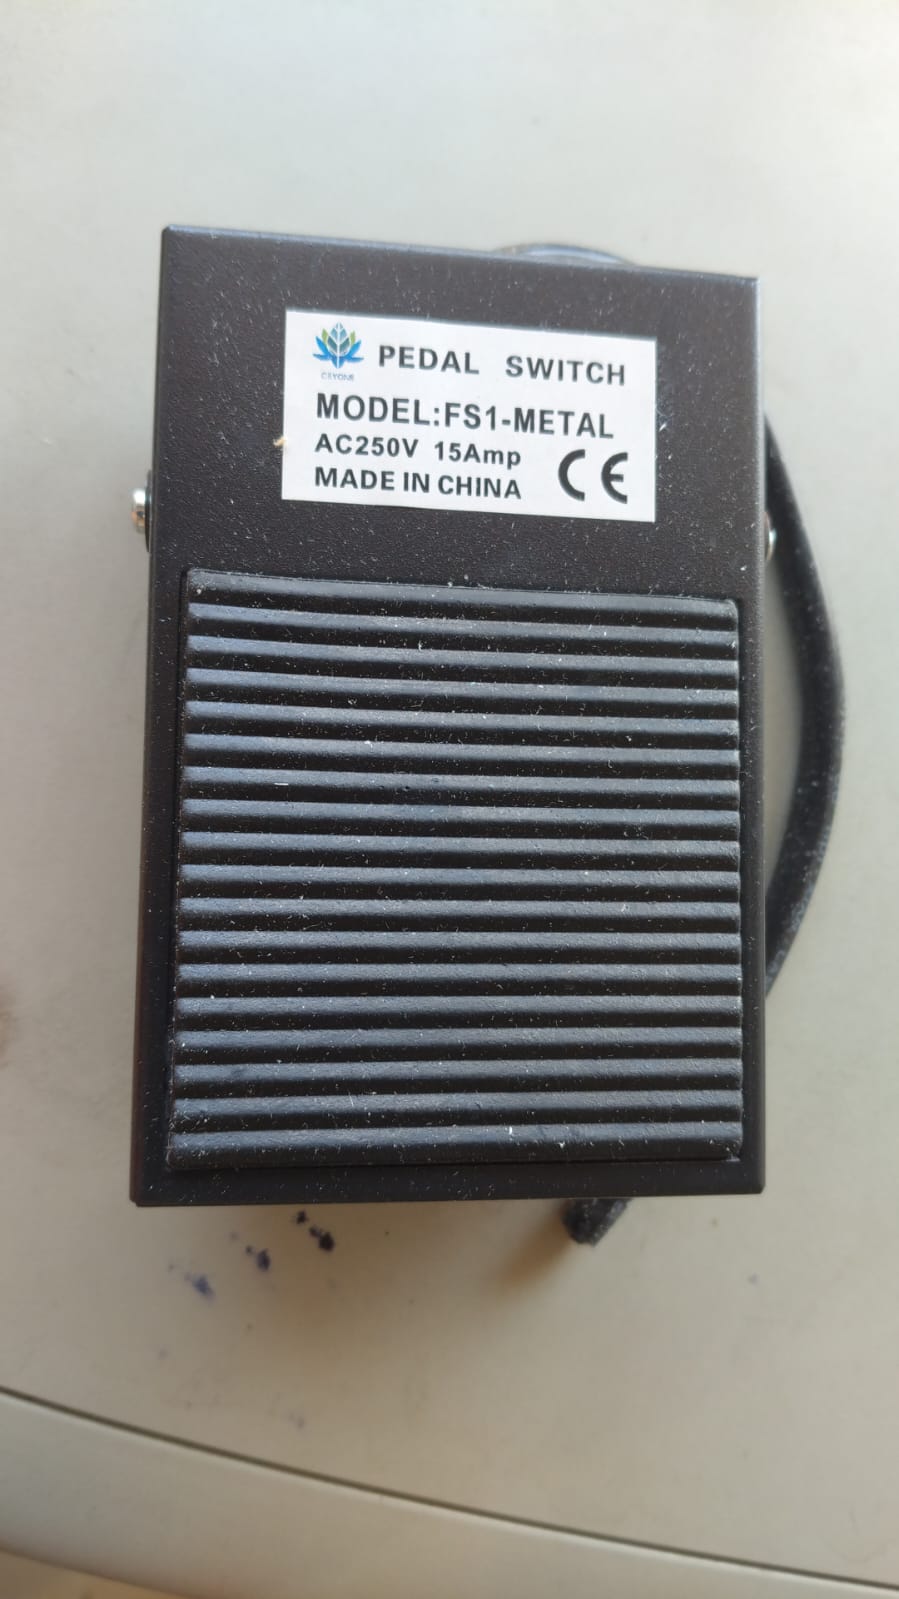 PEDAL SWITCH
MODEL:FS1-METAL
AC250V 15Amp
MADE IN CHINA
CE